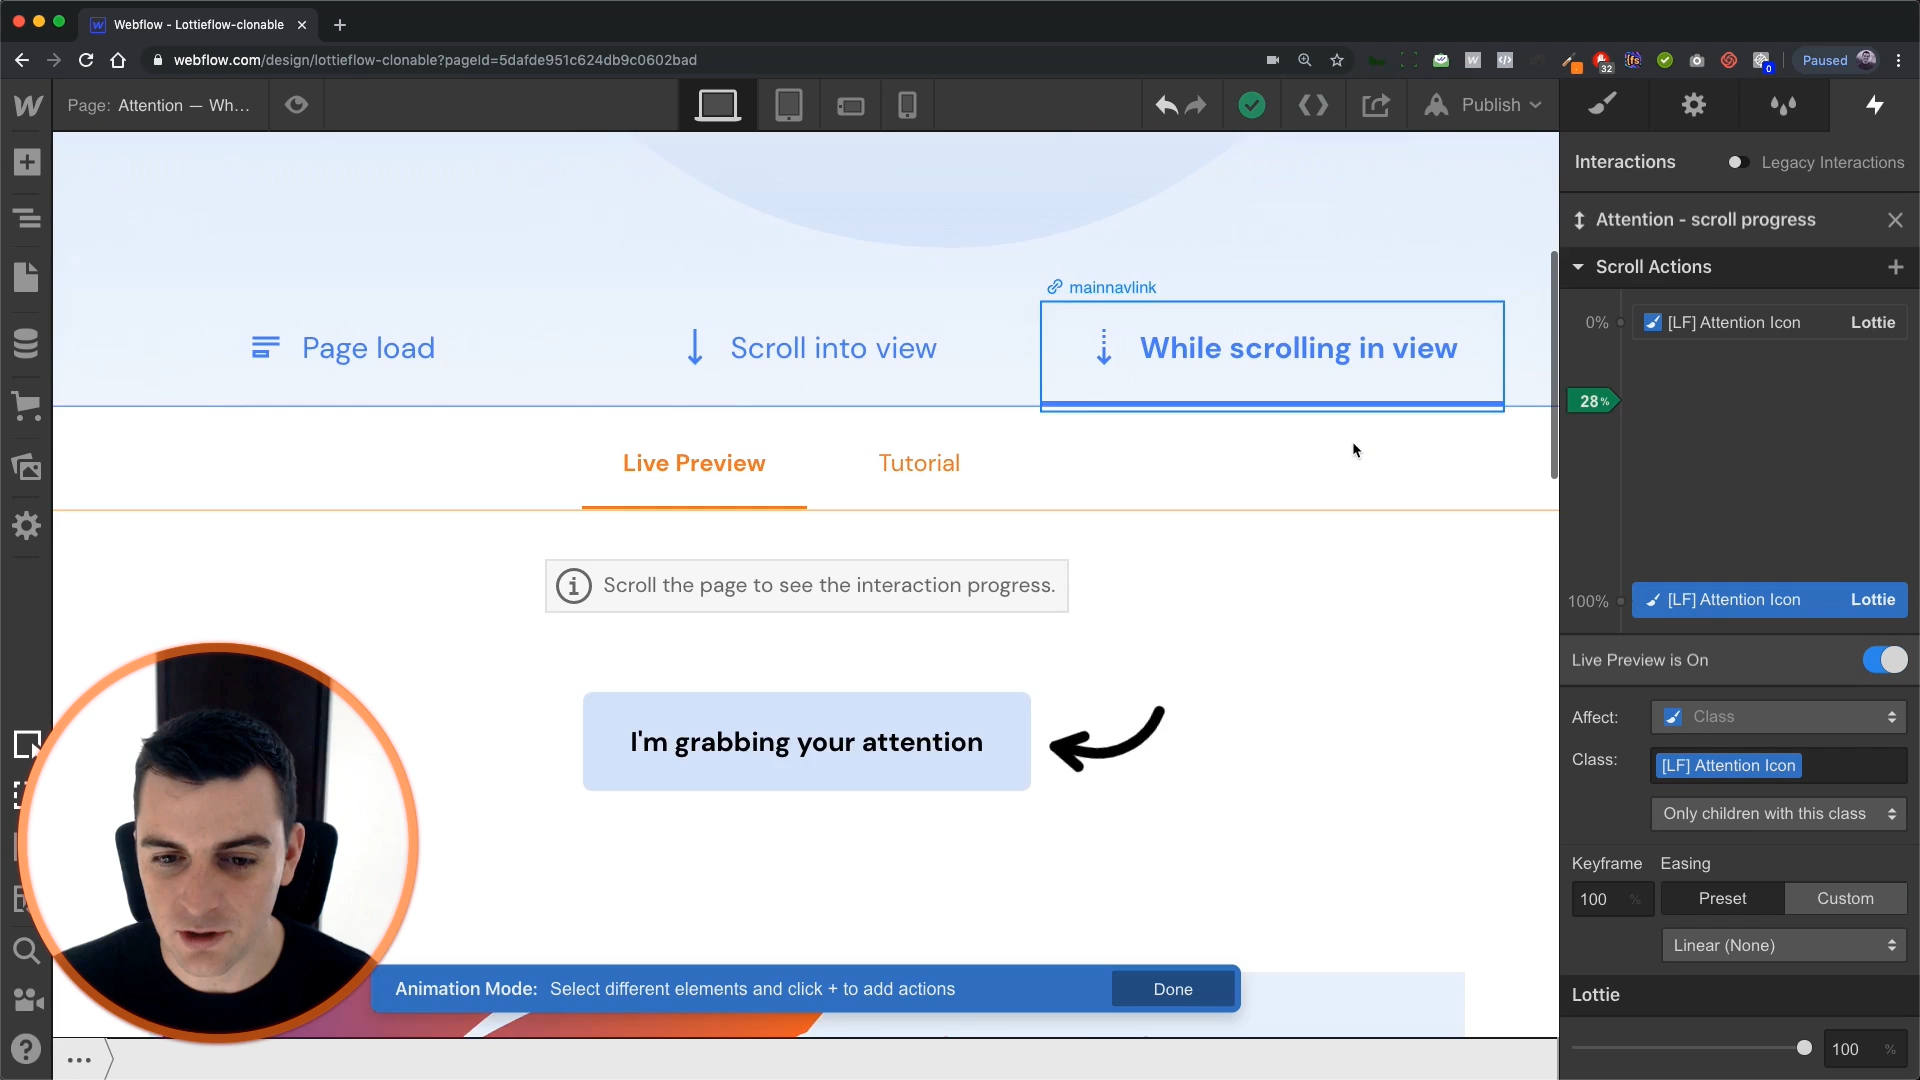 Webflow - Lottieflow-clonable
webflow.com/design/lottieflow-clonable?pageId=5dafde951c624db9c0602bad
32
{fs
0
Paused
Page: Attention — Wh...
Publish
Interactions
Legacy Interactions
Attention - scroll progress
Scroll Actions
0%
[LF] Attention Icon
Lottie
28%
100%
[LF] Attention Icon
Lottie
mainnavlink
Page load
Scroll into view
While scrolling in view
Live Preview
Tutorial
Scroll the page to see the interaction progress.
I'm grabbing your attention
Animation Mode: Select different elements and click + to add actions
Done
Live Preview is On
Affect:
Class
Class:
[LF] Attention Icon
Only children with this class
Keyframe
Easing
100 %
Preset
Custom
Linear (None)
Lottie
100 %